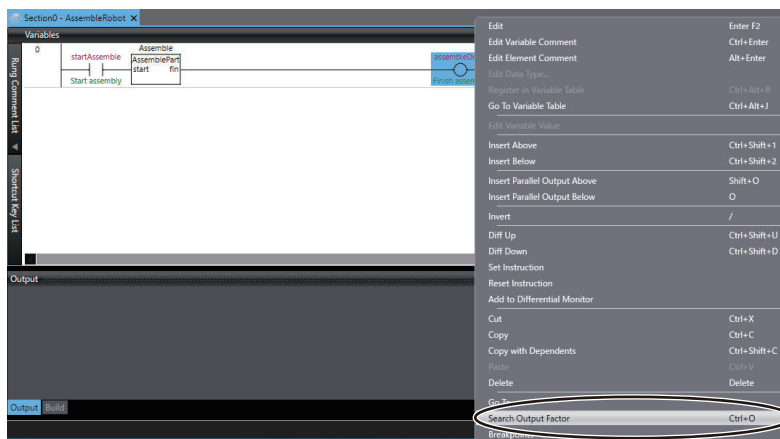 Section0 - AssembleRobot X
Variables
0
Assemble
startAssemble
AssemblePart
start fin
Start assembly
Finish
Rung Comment List
Shortcut Key List
Output
Output Build
Edit Enter F2
Edit Variable Comment Ctrl+Enter
Edit Element Comment Alt+Enter
Edit Data Type...
Register in Variable Table Ctrl+Alt+R
Go To Variable Table Ctrl+Alt+J
Edit Variable Value
Insert Above Ctrl+Shift+1
Insert Below Ctrl+Shift+2
Insert Parallel Output Above Shift+O
Insert Parallel Output Below O
Invert /
Diff Up Ctrl+Shift+U
Diff Down Ctrl+Shift+D
Set Instruction
Reset Instruction
Add to Differential Monitor
Cut Ctrl+X
Copy Ctrl+C
Copy with Dependents Ctrl+Shift+C
Paste Ctrl+V
Delete Delete
Go To
Search Output Factor Ctrl+O
Breakpoints